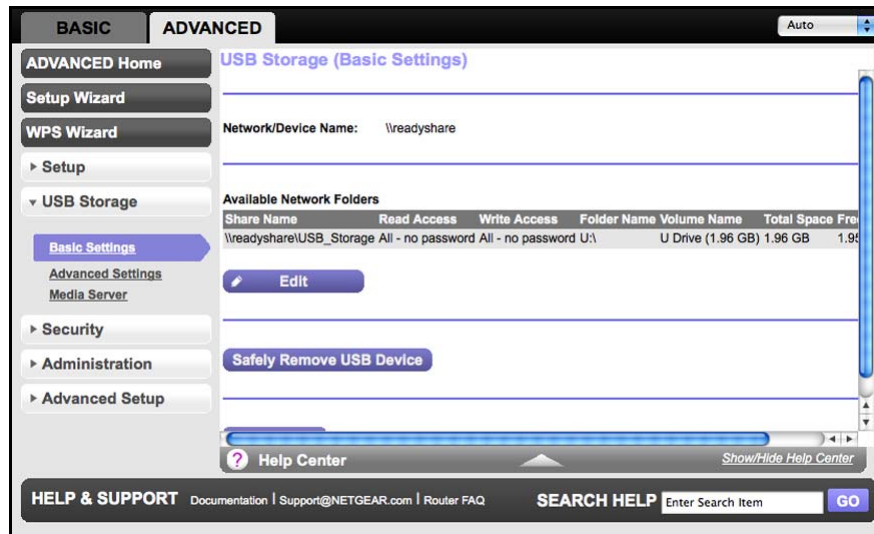 BASIC
ADVANCED
Auto
ADVANCED Home
Setup Wizard
WPS Wizard
Setup
USB Storage
Basic Settings
Advanced Settings
Media Server
Security
Administration
Advanced Setup
USB Storage (Basic Settings)
Network/Device Name: \\readyshare
Available Network Folders
Share Name Read Access Write Access Folder Name Volume Name Total Space Fre
\\readyshare\USB_Storage All - no password All - no password U:\ U Drive (1.96 GB) 1.96 GB 1.95
Edit
Safely Remove USB Device
? Help Center Show/Hide Help Center
HELP & SUPPORT Documentation | Support@NETGEAR.com | Router FAQ SEARCH HELP Enter Search Item GO